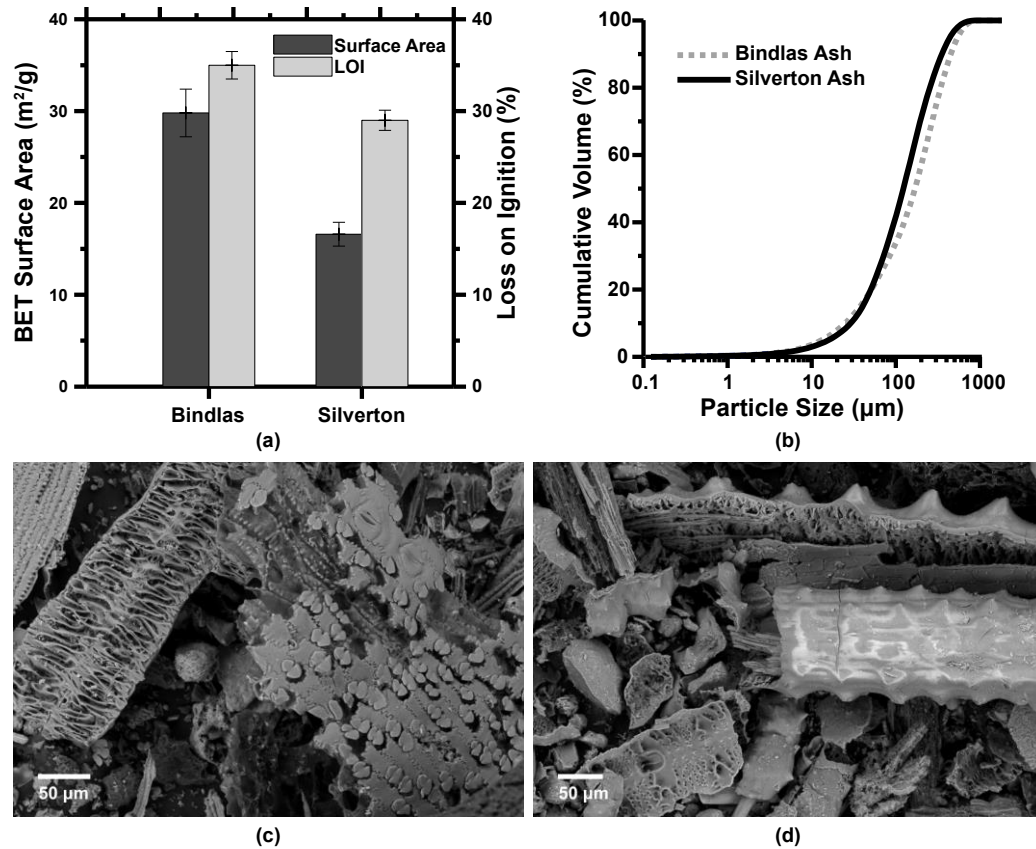 40
30
20
10
0
BET Surface Area (m²/g)
Surface Area
LOI
40
30
20
10
0
Loss on Ignition (%)
Bindlas
Silverton
(a)
100
80
60
40
20
0
Cumulative Volume (%)
Bindlas Ash
Silverton Ash
0.1
1
10
100
1000
Particle Size (µm)
(b)
50 µm
(c)
50 µm
(d)